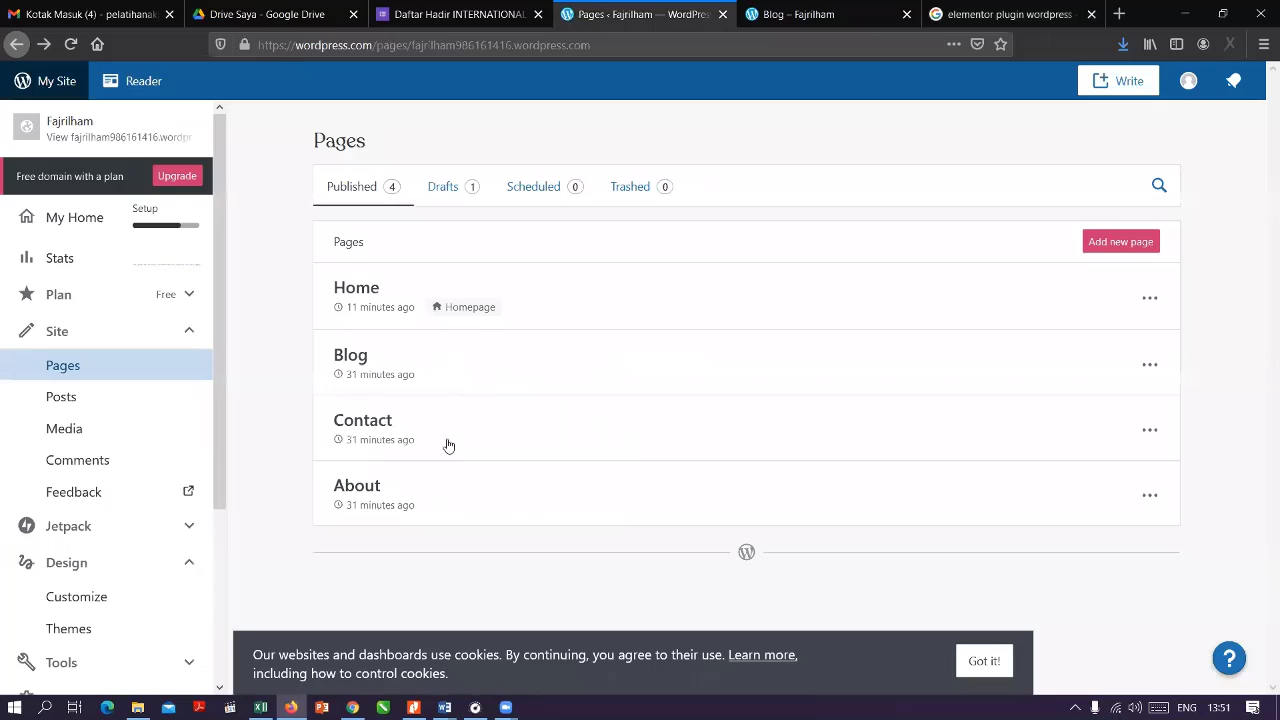 Kotak Masuk (4) - pelatihanak
Drive Saya - Google Drive
Daftar Hadir INTERNATIONAL
Pages ‹ Fajrilham — WordPres
Blog – Fajrilham
elementor plugin wordpress -
https://wordpress.com/pages/fajrilham986161416.wordpress.com
My Site
Reader
Write
Fajrilham
View fajrilham986161416.wordpr
Free domain with a plan
Upgrade
My Home
Setup
Stats
Plan
Free
Site
Pages
Posts
Media
Comments
Feedback
Jetpack
Design
Customize
Themes
Tools
Pages
Published 4
Drafts 1
Scheduled 0
Trashed 0
Pages
Add new page
Home
11 minutes ago
Homepage
Blog
31 minutes ago
Contact
31 minutes ago
About
31 minutes ago
Our websites and dashboards use cookies. By continuing, you agree to their use. Learn more,
including how to control cookies.
Got it!
ENG
13:51